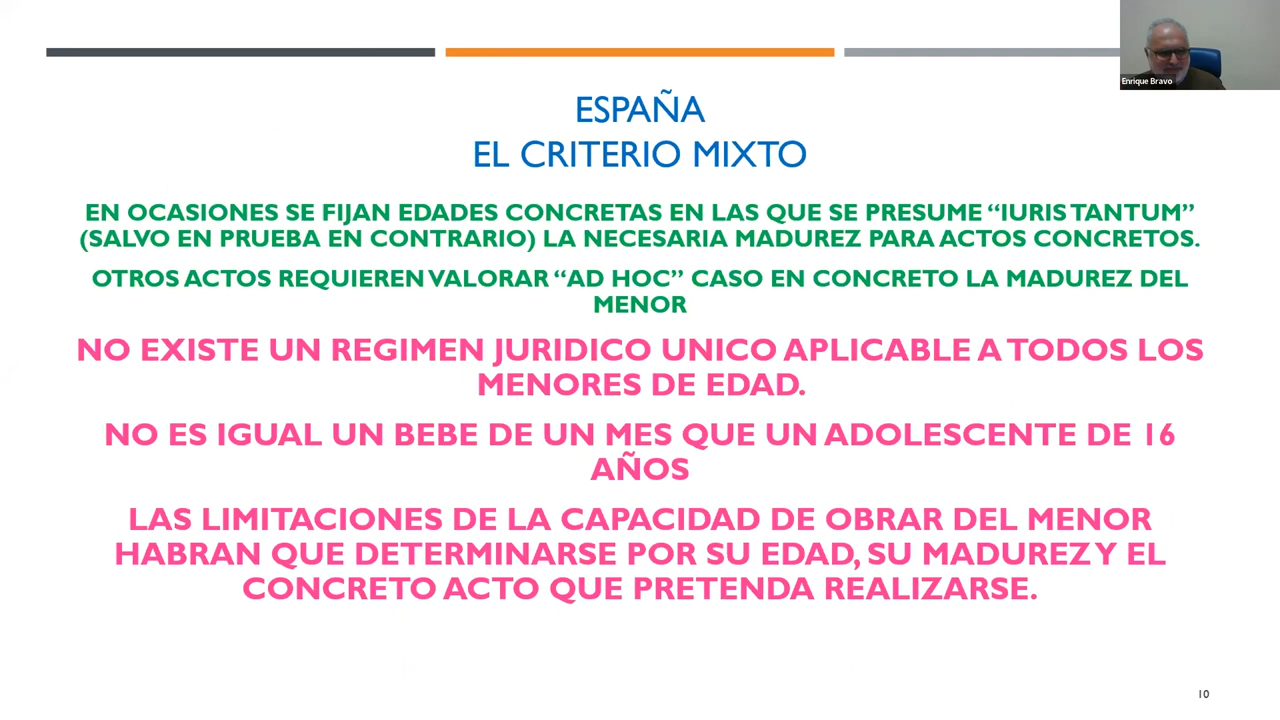 Enrique Bravo
ESPAÑA
EL CRITERIO MIXTO
EN OCASIONES SE FIJAN EDADES CONCRETAS EN LAS QUE SE PRESUME “IURIS TANTUM”
(SALVO EN PRUEBA EN CONTRARIO) LA NECESARIA MADUREZ PARA ACTOS CONCRETOS.
OTROS ACTOS REQUIEREN VALORAR “AD HOC” CASO EN CONCRETO LA MADUREZ DEL
MENOR
NO EXISTE UN REGIMEN JURIDICO UNICO APLICABLE A TODOS LOS
MENORES DE EDAD.
NO ES IGUAL UN BEBE DE UN MES QUE UN ADOLESCENTE DE 16
AÑOS
LAS LIMITACIONES DE LA CAPACIDAD DE OBRAR DEL MENOR
HABRAN QUE DETERMINARSE POR SU EDAD, SU MADUREZ Y EL
CONCRETO ACTO QUE PRETENDA REALIZARSE.
10